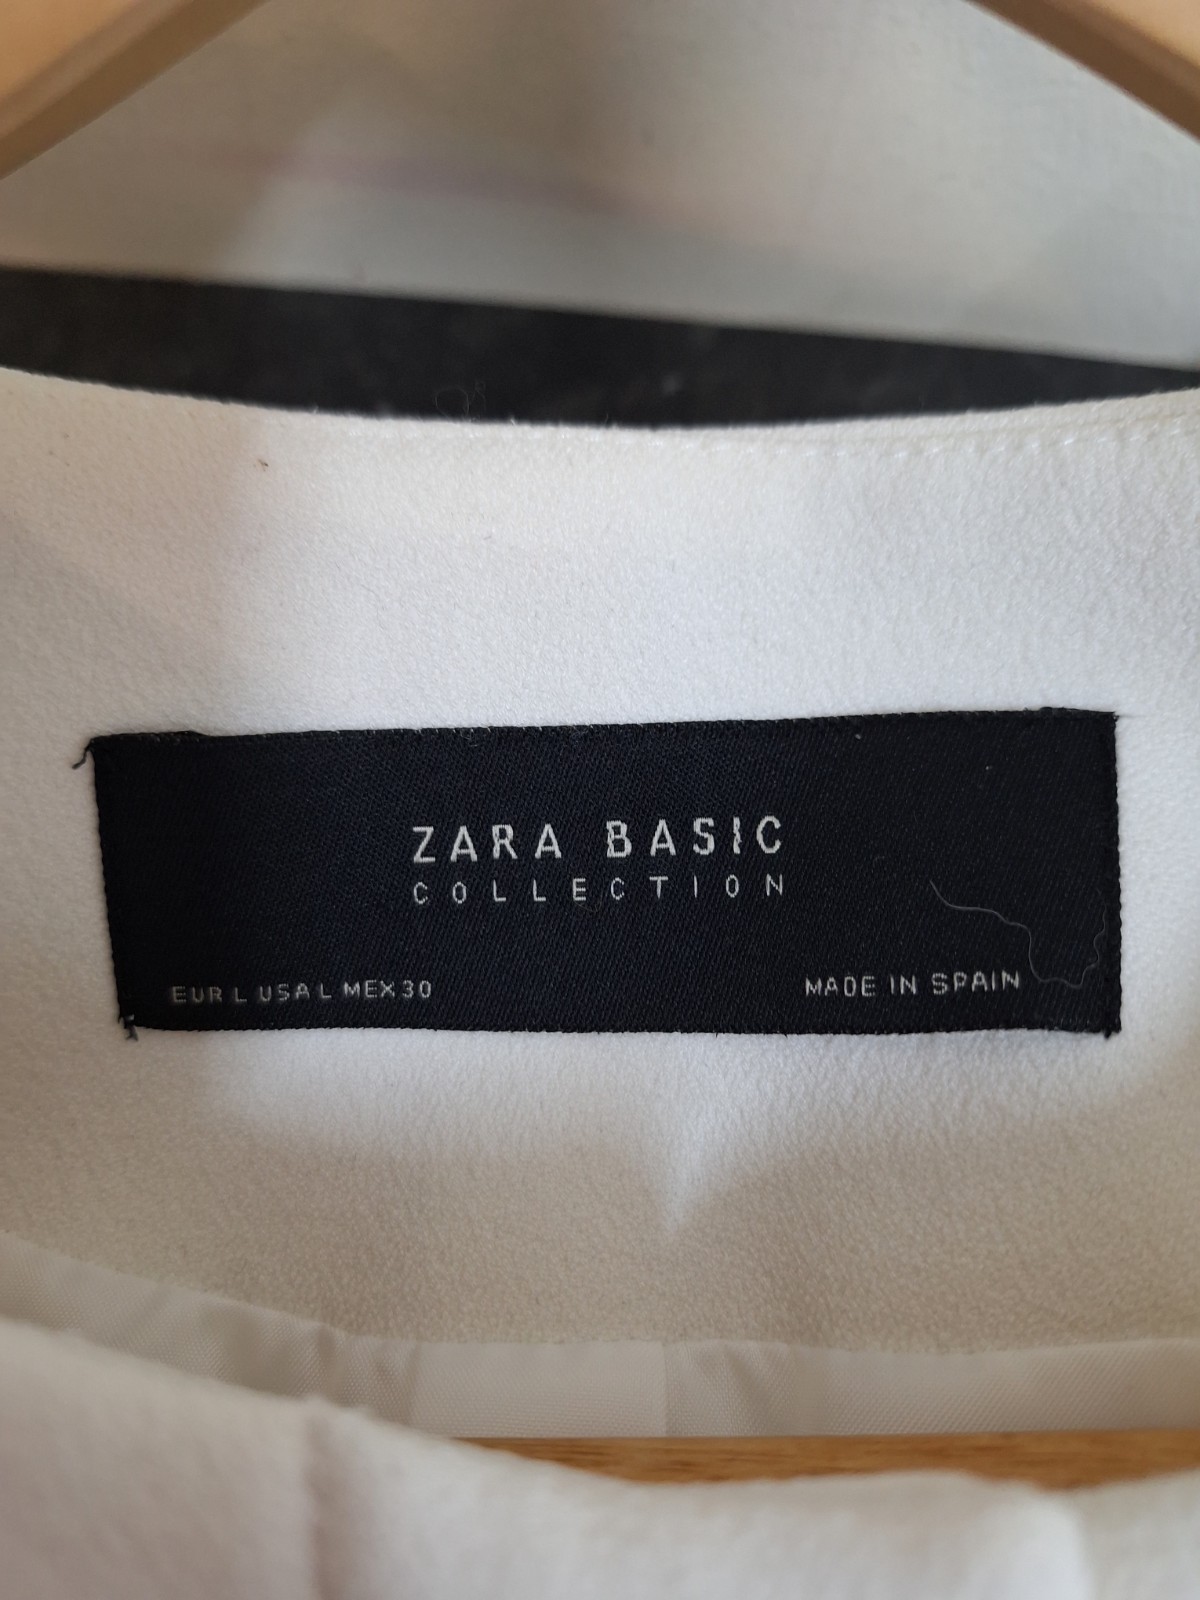 ZARA BASIC
COLLECTION
EUR L USA L MEX 30
MADE IN SPAIN